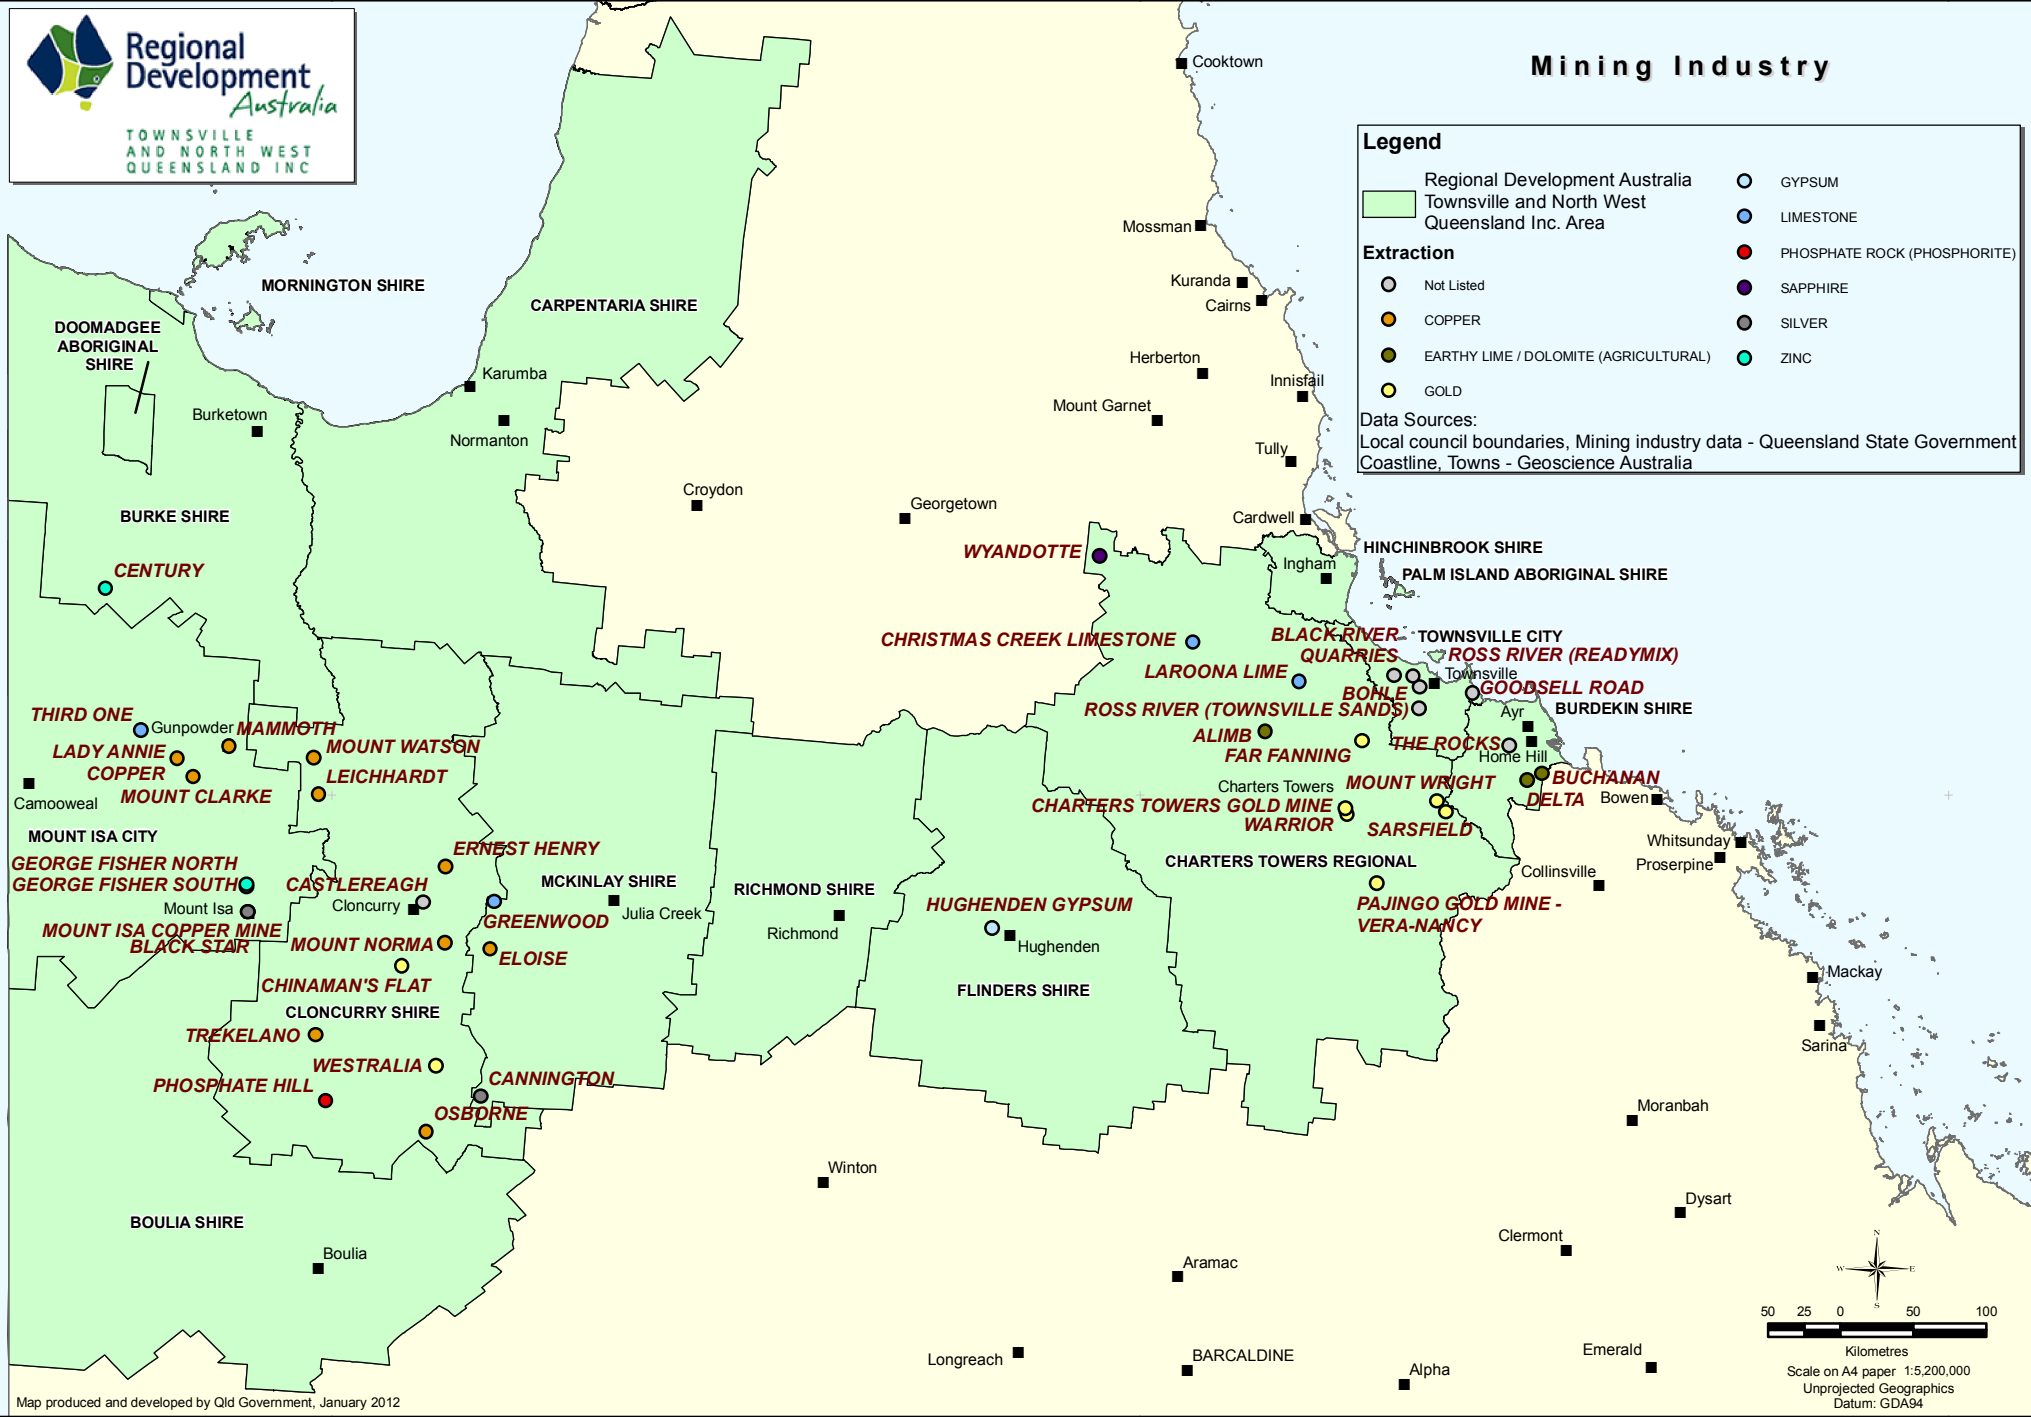 Regional
Development
Australia
TOWNSVILLE
AND NORTH WEST
QUEENSLAND INC
Mining Industry
Legend
Regional Development Australia
Townsville and North West
Queensland Inc. Area
Extraction
Not Listed
COPPER
EARTHY LIME / DOLOMITE (AGRICULTURAL)
GOLD
GYPSUM
LIMESTONE
PHOSPHATE ROCK (PHOSPHORITE)
SAPPHIRE
SILVER
ZINC
Data Sources:
Local council boundaries, Mining industry data - Queensland State Government
Coastline, Towns - Geoscience Australia
Cooktown
Mossman
Kuranda
Cairns
Herberton
Innisfail
Mount Garnet
Tully
Cardwell
Croydon
Georgetown
MORNINGTON SHIRE
CARPENTARIA SHIRE
DOOMADGEE
ABORIGINAL
SHIRE
Karumba
Burketown
Normanton
BURKE SHIRE
CENTURY
WYANDOTTE
Ingham
HINCHINBROOK SHIRE
PALM ISLAND ABORIGINAL SHIRE
CHRISTMAS CREEK LIMESTONE
BLACK RIVER
QUARRIES
TOWNSVILLE CITY
ROSS RIVER (READYMIX)
LAROONA LIME
Townsville
BOHLE
GOODSELL ROAD
ROSS RIVER (TOWNSVILLE SANDS)
BURDEKIN SHIRE
Ayr
ALIMB
FAR FANNING
THE ROCKS
Home Hill
Charters Towers
MOUNT WRIGHT
BUCHANAN
DELTA
Bowen
CHARTERS TOWERS GOLD MINE
WARRIOR
SARSFIELD
CHARTERS TOWERS REGIONAL
PAJINGO GOLD MINE -
VERA-NANCY
Whitsunday
Proserpine
Collinsville
THIRD ONE
Gunpowder
MAMMOTH
LADY ANNIE
COPPER
MOUNT WATSON
LEICHHARDT
MOUNT CLARKE
Camooweal
MOUNT ISA CITY
GEORGE FISHER NORTH
GEORGE FISHER SOUTH
Mount Isa
MOUNT ISA COPPER MINE
BLACK STAR
ERNEST HENRY
CASTLEREAGH
Cloncurry
MCKINLAY SHIRE
Julia Creek
GREENWOOD
MOUNT NORMA
ELOISE
CHINAMAN'S FLAT
CLONCURRY SHIRE
TREKELANO
WESTRALIA
PHOSPHATE HILL
CANNINGTON
OSBORNE
RICHMOND SHIRE
Richmond
HUGHENDEN GYPSUM
Hughenden
FLINDERS SHIRE
Mackay
Sarina
Moranbah
Dysart
Clermont
Winton
Aramac
Longreach
BARCALDINE
Alpha
Emerald
BOULIA SHIRE
Boulia
N
W
E
S
50 25 0 50 100
Kilometres
Scale on A4 paper 1:5,200,000
Unprojected Geographics
Datum: GDA94
Map produced and developed by Qld Government, January 2012